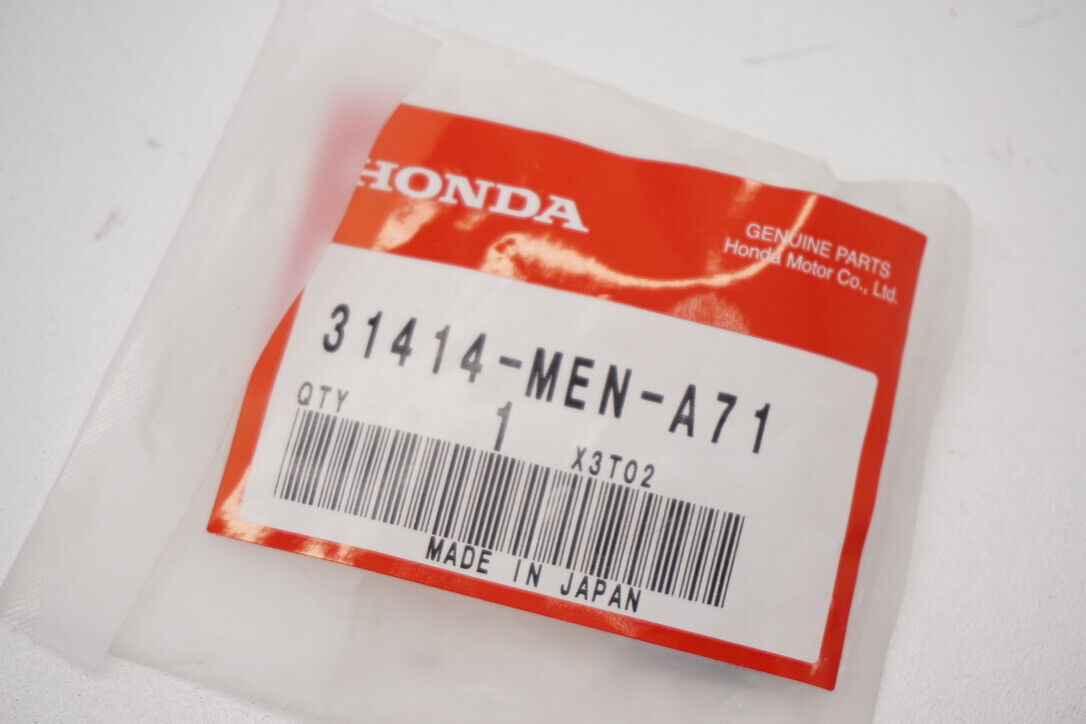 HONDA
GENUINE PARTS
Honda Motor Co., Ltd.
31414-MEN-A71
QTY 1 X3T02
MADE IN JAPAN